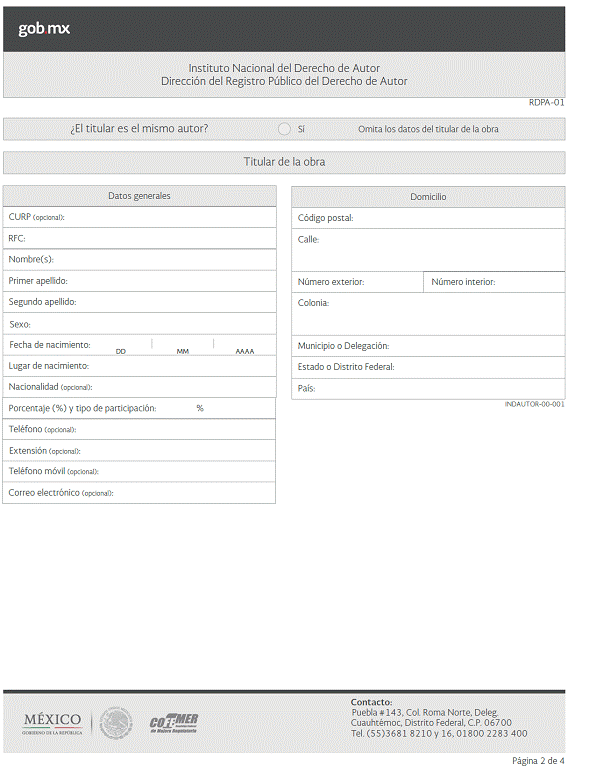 gob.mx
Instituto Nacional del Derecho de Autor
Dirección del Registro Público del Derecho de Autor
RDPA-01
¿El titular es el mismo autor? Sí Omita los datos del titular de la obra
Titular de la obra
Datos generales
CURP (opcional):
RFC:
Nombre(s):
Primer apellido:
Segundo apellido:
Sexo:
Fecha de nacimiento:
DD MM AAAA
Lugar de nacimiento:
Nacionalidad (opcional):
Porcentaje (%) y tipo de participación: %
Teléfono (opcional):
Extensión (opcional):
Teléfono móvil (opcional):
Correo electrónico (opcional):
Domicilio
Código postal:
Calle:
Número exterior: Número interior:
Colonia:
Municipio o Delegación:
Estado o Distrito Federal:
País:
INDAUTOR-00-001
MÉXICO
GOBIERNO DE LA REPÚBLICA
COFEMER
de Mejora Regulatoria
Contacto:
Puebla #143, Col. Roma Norte, Deleg.
Cuauhtémoc, Distrito Federal, C.P. 06700
Tel. (55)3681 8210 y 16, 01800 2283 400
Página 2 de 4